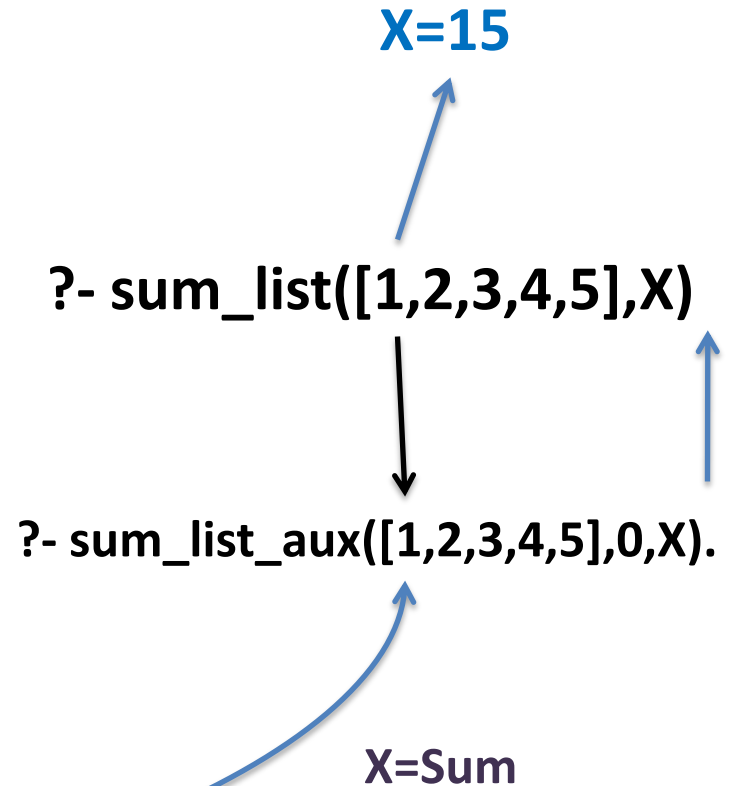 X=15
?- sum_list([1,2,3,4,5],X)
?- sum_list_aux([1,2,3,4,5],0,X).
X=Sum